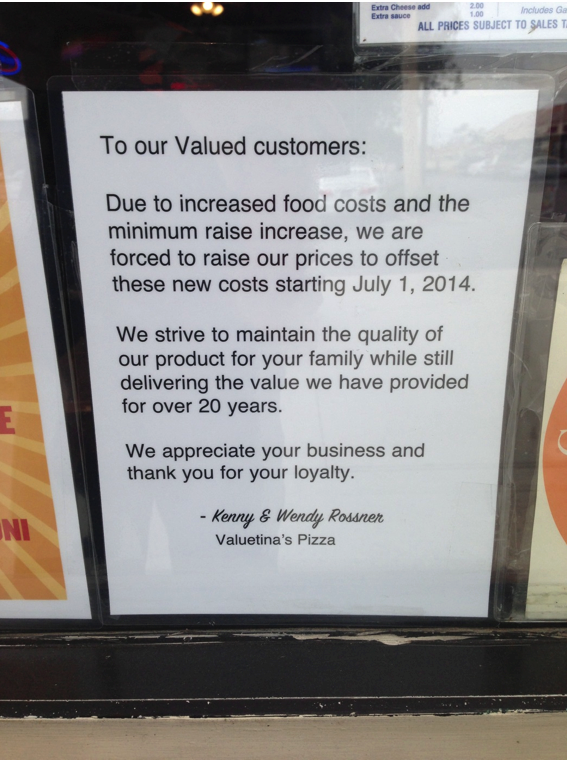 Extra Cheese add 2.00
Extra sauce 1.00
Includes
ALL PRICES SUBJECT TO SALES
To our Valued customers:
Due to increased food costs and the
minimum raise increase, we are
forced to raise our prices to offset
these new costs starting July 1, 2014.
We strive to maintain the quality of
our product for your family while still
delivering the value we have provided
for over 20 years.
We appreciate your business and
thank you for your loyalty.
- Kenny & Wendy Rossner
Valuetina's Pizza